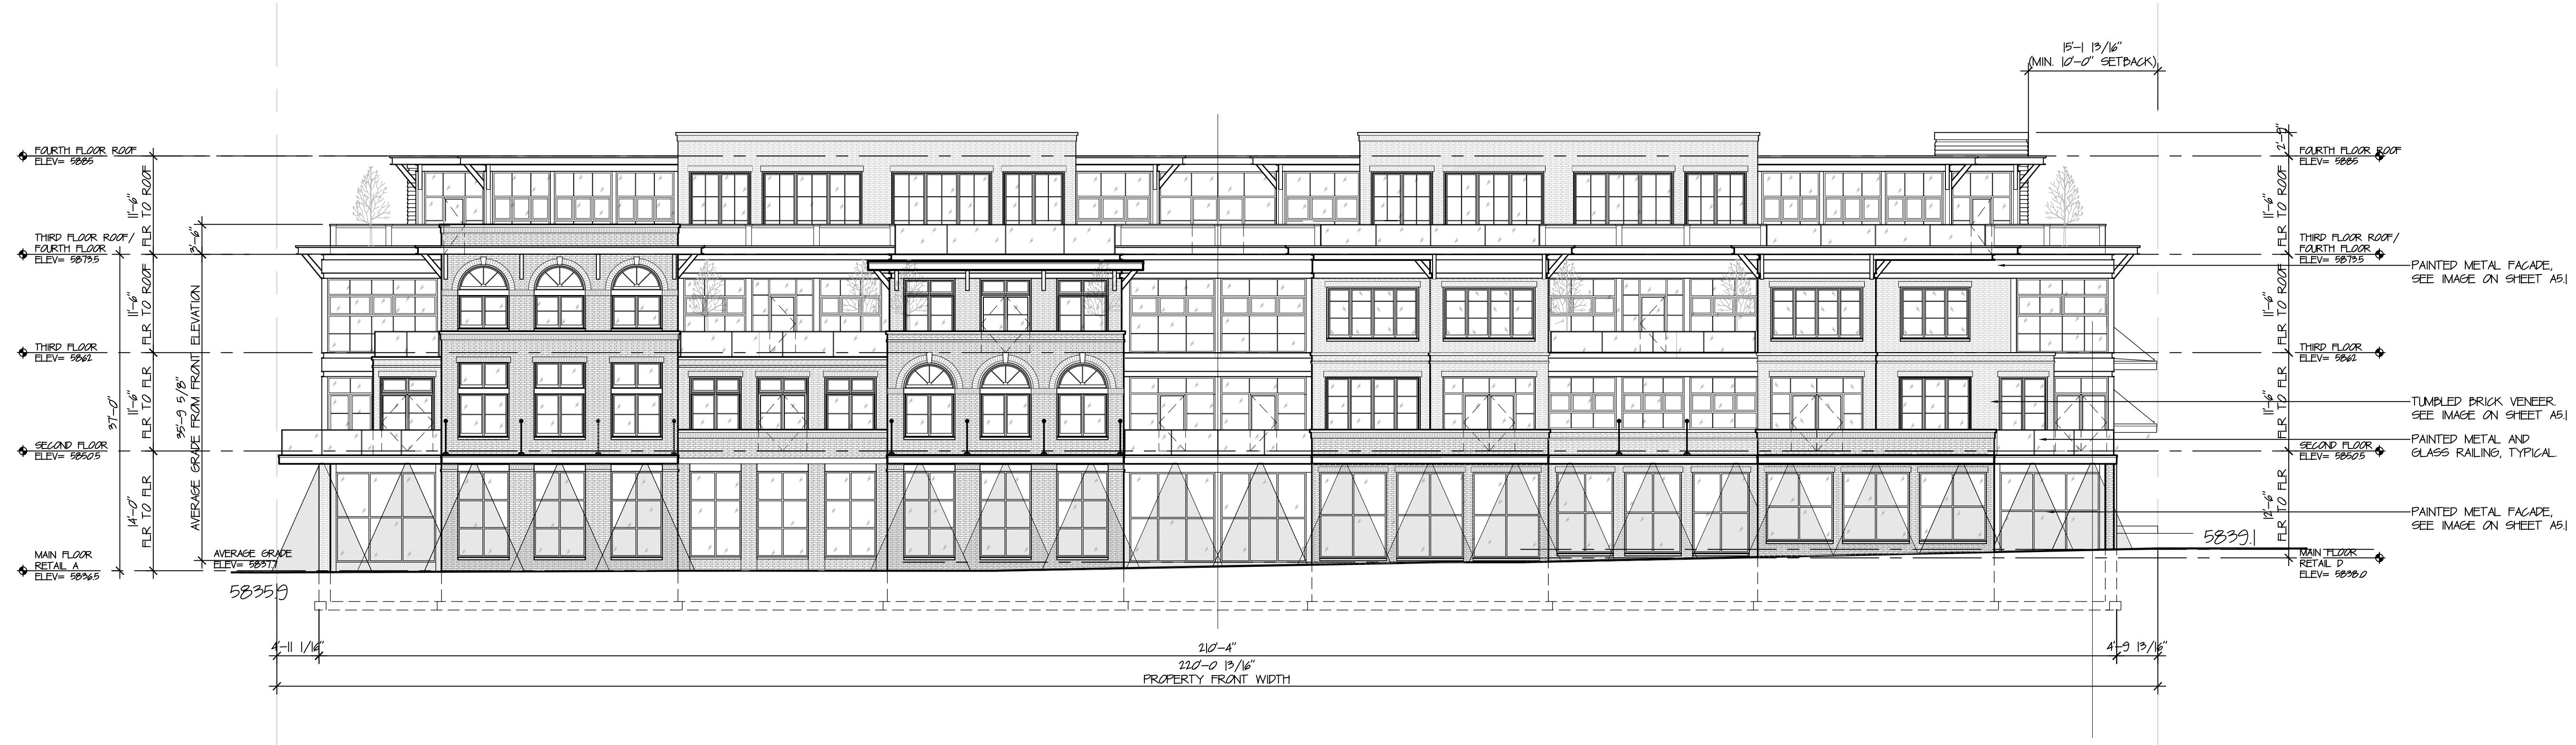 15'-1 13/16"
(MIN. 10'-0" SETBACK)
FOURTH FLOOR ROOF
ELEV= 5885
11'-6"
FLR TO ROOF
THIRD FLOOR ROOF/
FOURTH FLOOR
ELEV= 5873.5
3'-6"
11'-6"
FLR TO ROOF
THIRD FLOOR
ELEV= 5862
37'-0"
11'-6"
FLR TO FLR
35'-9 5/8"
AVERAGE GRADE FROM FRONT ELEVATION
SECOND FLOOR
ELEV= 5850.5
14'-0"
FLR TO FLR
MAIN FLOOR
RETAIL A
ELEV= 5836.5
AVERAGE GRADE
ELEV= 5837.7
5835.9
2'-9"
FOURTH FLOOR ROOF
ELEV= 5885
11'-6"
FLR TO ROOF
THIRD FLOOR ROOF/
FOURTH FLOOR
ELEV= 5873.5
11'-6"
FLR TO ROOF
PAINTED METAL FACADE,
SEE IMAGE ON SHEET A5.1
THIRD FLOOR
ELEV= 5862
11'-6"
FLR TO FLR
TUMBLED BRICK VENEER.
SEE IMAGE ON SHEET A5.1
PAINTED METAL AND
GLASS RAILING, TYPICAL.
SECOND FLOOR
ELEV= 5850.5
12'-6"
FLR TO FLR
PAINTED METAL FACADE,
SEE IMAGE ON SHEET A5.1
5839.1
MAIN FLOOR
RETAIL D
ELEV= 5838.0
4'-11 1/16"
210'-4"
4'-9 13/16"
220'-0 13/16"
PROPERTY FRONT WIDTH